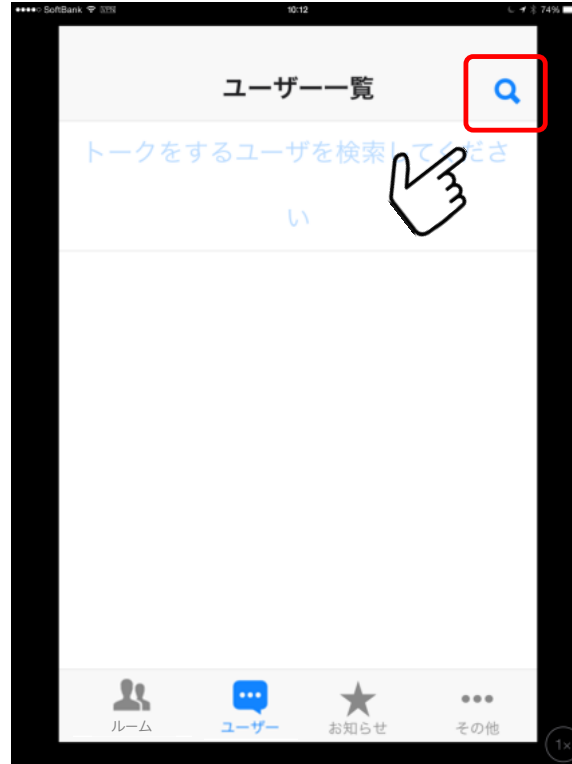 SoftBank 10:12 74%
ユーザー一覧
トークをするユーザを検索してくださ
い
ルーム ユーザー お知らせ その他
1×